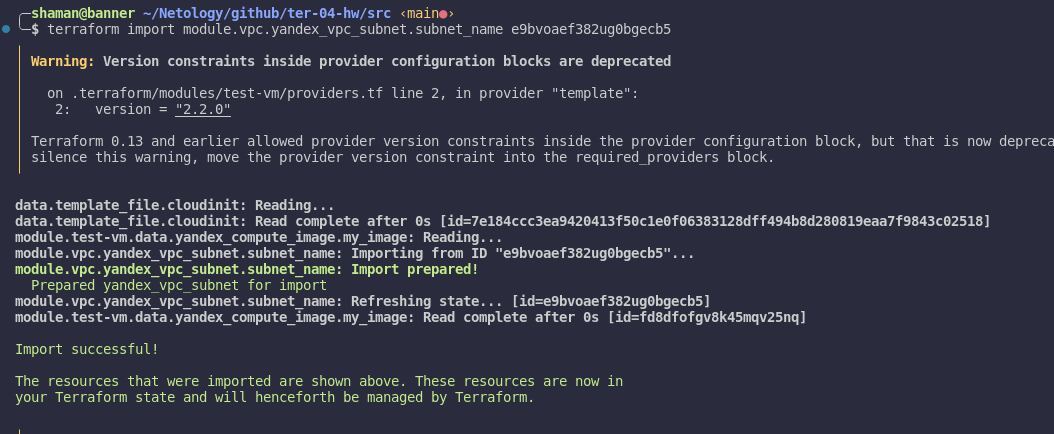 shaman@banner ~/Netology/github/ter-04-hw/src ‹main●›
$ terraform import module.vpc.yandex_vpc_subnet.subnet_name e9bvoaef382ug0bgecb5
Warning: Version constraints inside provider configuration blocks are deprecated
on .terraform/modules/test-vm/providers.tf line 2, in provider "template":
2: version = "2.2.0"
Terraform 0.13 and earlier allowed provider version constraints inside the provider configuration block, but that is now depreca
silence this warning, move the provider version constraint into the required_providers block.
data.template_file.cloudinit: Reading...
data.template_file.cloudinit: Read complete after 0s [id=7e184ccc3ea9420413f50c1e0f06383128dff494b8d280819eaa7f9843c02518]
module.test-vm.data.yandex_compute_image.my_image: Reading...
module.vpc.yandex_vpc_subnet.subnet_name: Importing from ID "e9bvoaef382ug0bgecb5"...
module.vpc.yandex_vpc_subnet.subnet_name: Import prepared!
Prepared yandex_vpc_subnet for import
module.vpc.yandex_vpc_subnet.subnet_name: Refreshing state... [id=e9bvoaef382ug0bgecb5]
module.test-vm.data.yandex_compute_image.my_image: Read complete after 0s [id=fd8dfofgv8k45mqv25nq]
Import successful!
The resources that were imported are shown above. These resources are now in
your Terraform state and will henceforth be managed by Terraform.